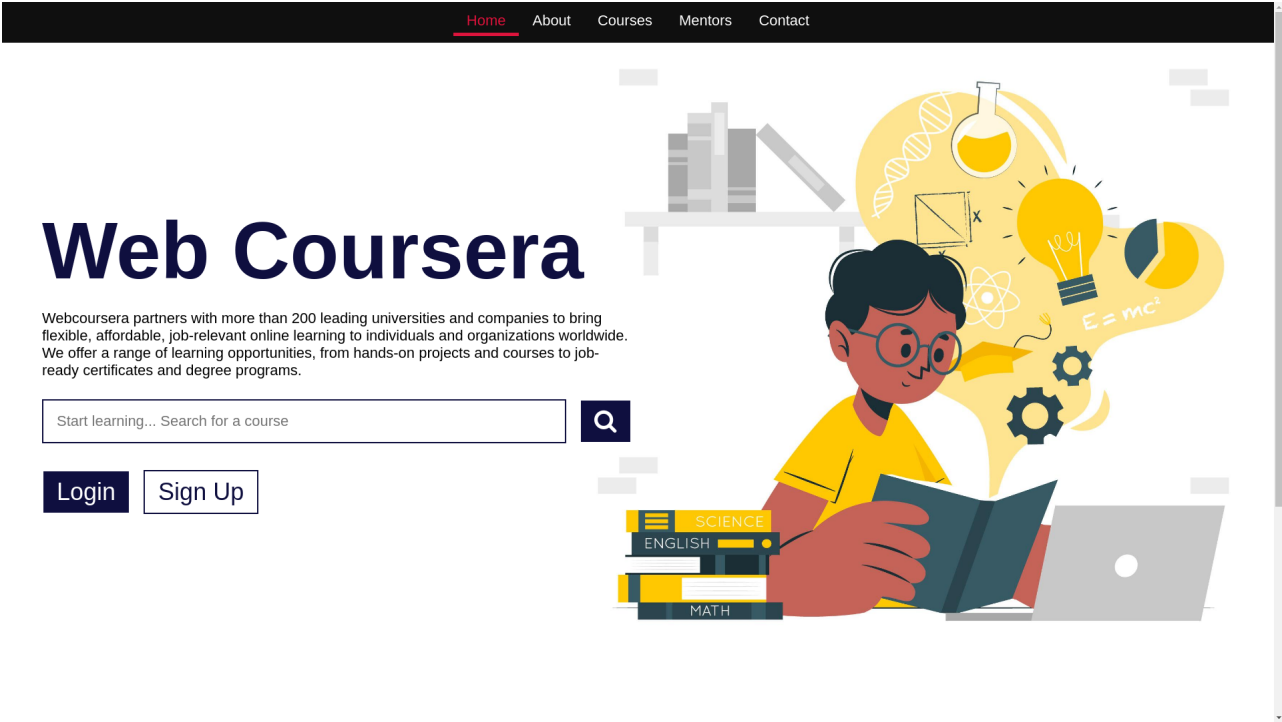 Home About Courses Mentors Contact
Web Coursera
Webcoursera partners with more than 200 leading universities and companies to bring
flexible, affordable, job-relevant online learning to individuals and organizations worldwide.
We offer a range of learning opportunities, from hands-on projects and courses to job-
ready certificates and degree programs.
Start learning... Search for a course
Login Sign Up
X
X
E = mc²
SCIENCE
ENGLISH
MATH